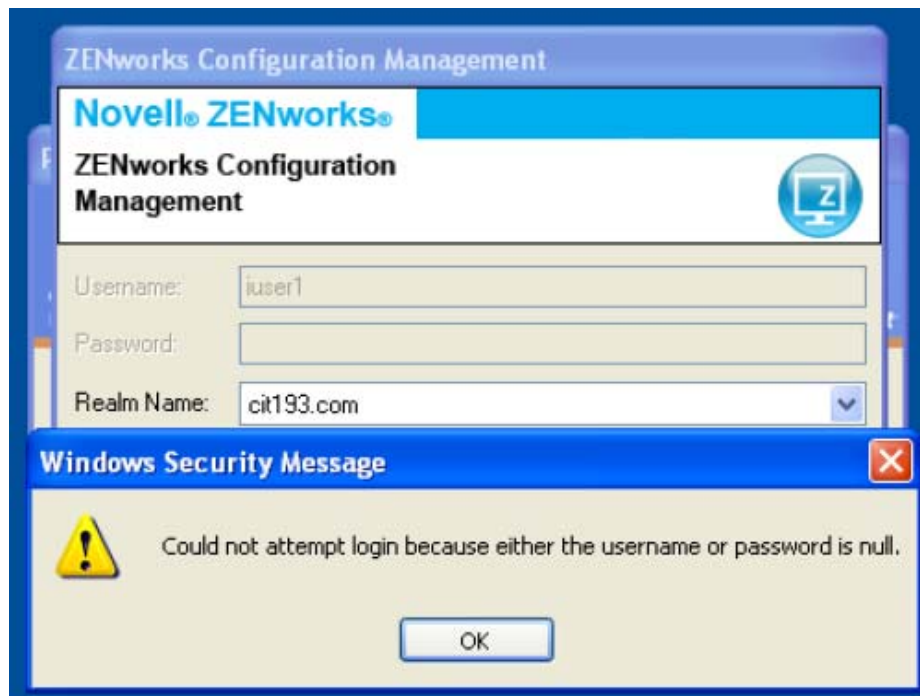 ZENworks Configuration Management
Novell® ZENworks®
ZENworks Configuration
Management
Z
Username: iuser1
Password:
Realm Name: cit193.com
Windows Security Message
Could not attempt login because either the username or password is null.
OK